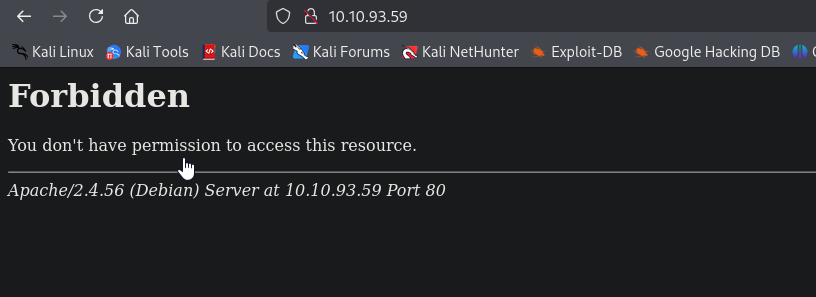 10.10.93.59
Kali Linux Kali Tools Kali Docs Kali Forums Kali NetHunter Exploit-DB Google Hacking DB
Forbidden
You don't have permission to access this resource.
Apache/2.4.56 (Debian) Server at 10.10.93.59 Port 80